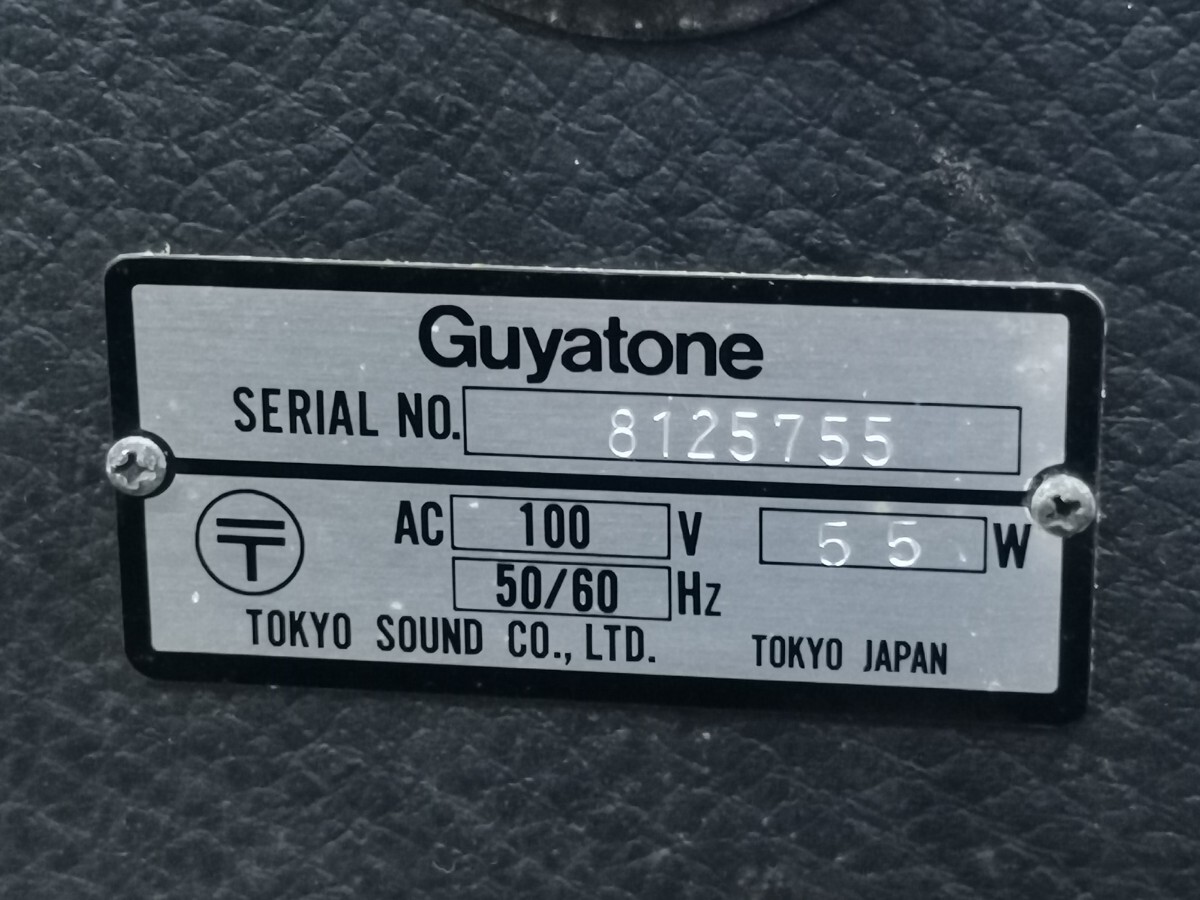 Guyatone
SERIAL NO. 8125755
〒 AC 100 V 55 W
50/60 Hz
TOKYO SOUND CO., LTD. TOKYO JAPAN